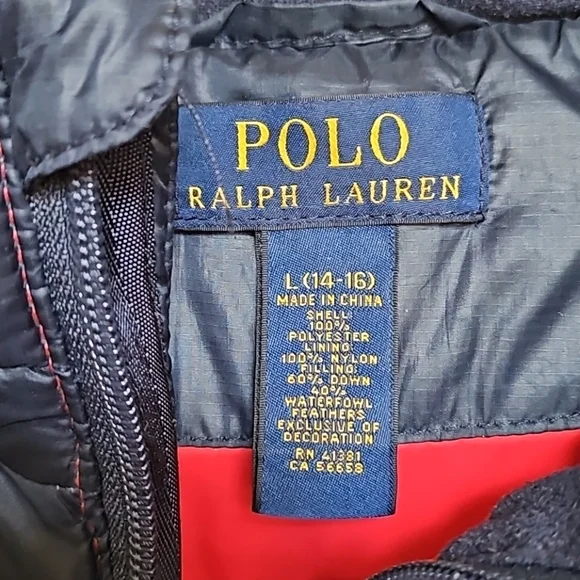 POLO
RALPH LAUREN
L (14-16)
MADE IN CHINA
SHELL:
100%
POLYESTER
LINING:
100% NYLON
FILLING:
60% DOWN
40%
WATERFOWL
FEATHERS
EXCLUSIVE OF
DECORATION
RN 41381
CA 56658